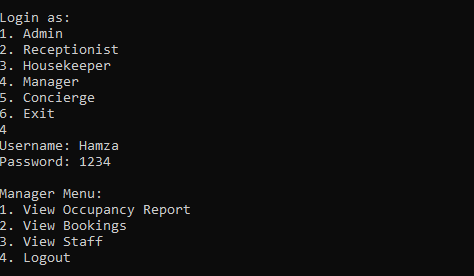 Login as:
1. Admin
2. Receptionist
3. Housekeeper
4. Manager
5. Concierge
6. Exit
4
Username: Hamza
Password: 1234
Manager Menu:
1. View Occupancy Report
2. View Bookings
3. View Staff
4. Logout